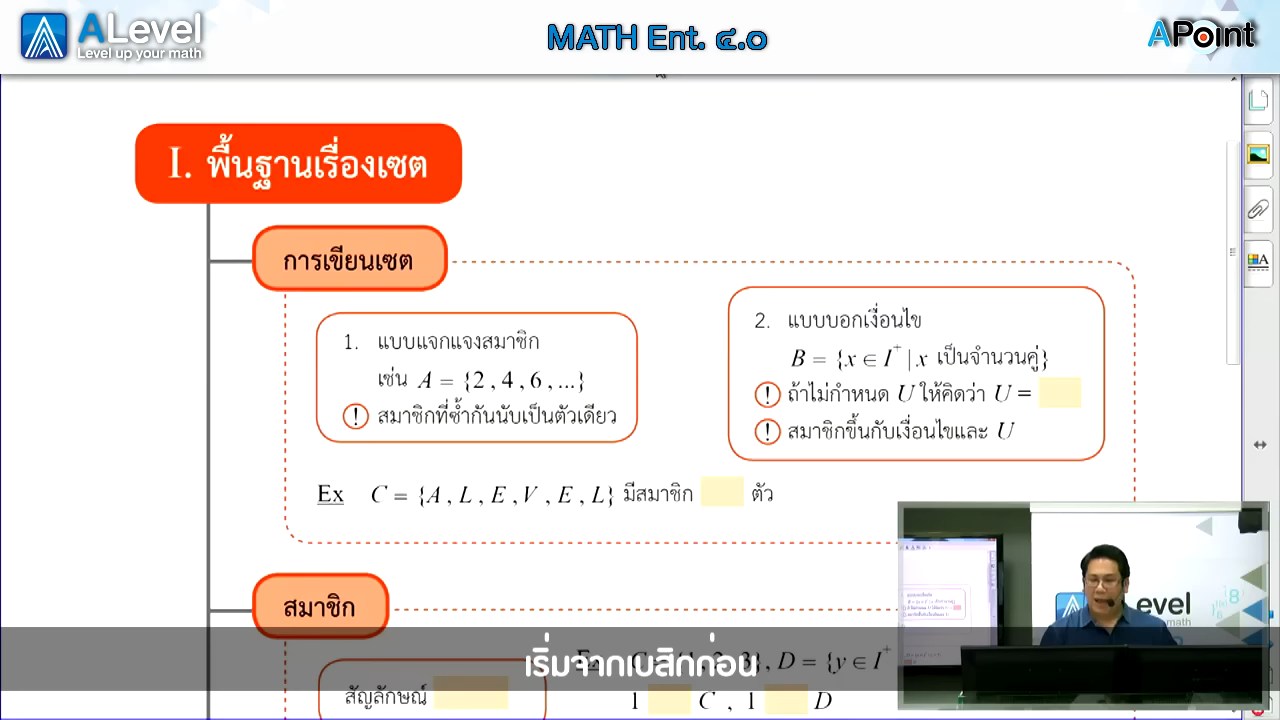 ALevel
Level up your math
MATH Ent. ๔.๐
APoint
I. พื้นฐานเรื่องเซต
การเขียนเซต
1. แบบแจกแจงสมาชิก
เช่น A = {2 , 4 , 6 , ...}
! สมาชิกที่ซ้ำกันนับเป็นตัวเดียว
2. แบบบอกเงื่อนไข
B = {x ∈ I⁺ | x เป็นจำนวนคู่}
! ถ้าไม่กำหนด U ให้คิดว่า U =
! สมาชิกขึ้นกับเงื่อนไขและ U
Ex C = {A , L , E , V , E , L} มีสมาชิก ตัว
สมาชิก
เริ่มจากเบสิกก่อน
, D = {y ∈ I⁺
สัญลักษณ์
1 C , 1 D